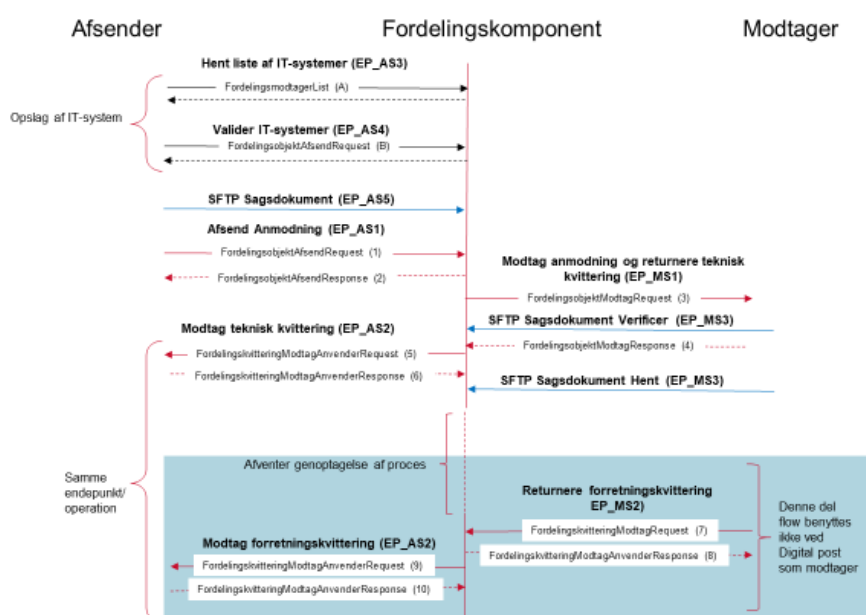 Afsender
Fordelingskomponent
Modtager
Hent liste af IT-systemer (EP_AS3)
FordelingsmodtagerList (A)
Opslag af IT-system
Valider IT-systemer (EP_AS4)
FordelingsobjektAfsendRequest (B)
SFTP Sagsdokument (EP_AS5)
Afsend Anmodning (EP_AS1)
FordelingsobjektAfsendRequest (1)
FordelingsobjektAfsendResponse (2)
Modtag anmodning og returnere teknisk
kvittering (EP_MS1)
FordelingsobjektModtagRequest (3)
SFTP Sagsdokument Verificer (EP_MS3)
Modtag teknisk kvittering (EP_AS2)
FordelingsobjektModtagResponse (4)
FordelingskvitteringModtagAnvenderRequest (5)
FordelingskvitteringModtagAnvenderResponse (6)
SFTP Sagsdokument Hent (EP_MS3)
Afventer genoptagelse af proces
Samme
endepunkt/
operation
Returnere forretningskvittering
EP_MS2)
FordelingskvitteringModtagRequest (7)
FordelingskvitteringModtagAnvenderResponse (8)
Denne del
flow benyttes
ikke ved
Digital post
som modtager
Modtag forretningskvittering (EP_AS2)
FordelingskvitteringModtagAnvenderRequest (9)
FordelingskvitteringModtagAnvenderResponse (10)